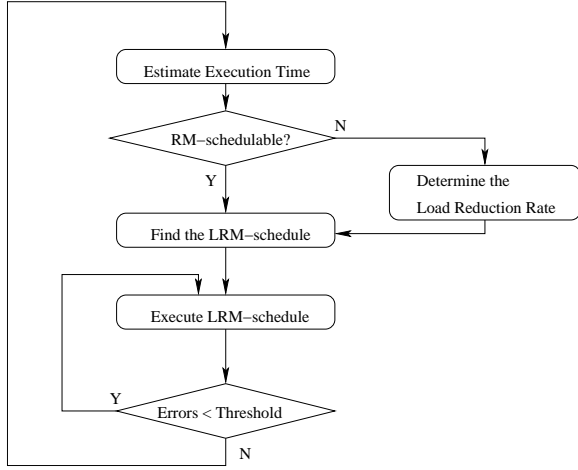 Estimate Execution Time
RM−schedulable?
N
Y
Determine the
Load Reduction Rate
Find the LRM−schedule
Execute LRM−schedule
Y
Errors < Threshold
N